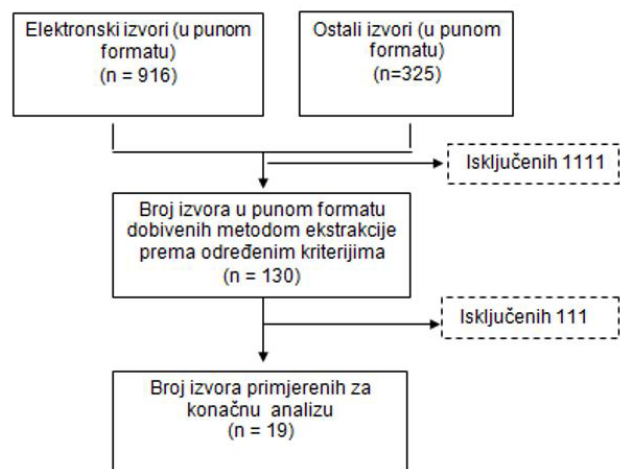 Elektronski izvori (u punom
formatu)
(n = 916)
Ostali izvori (u punom
formatu)
(n=325)
Isključenih 1111
Broj izvora u punom formatu
dobivenih metodom ekstrakcije
prema određenim kriterijima
(n = 130)
Isključenih 111
Broj izvora primjerenih za
konačnu analizu
(n = 19)